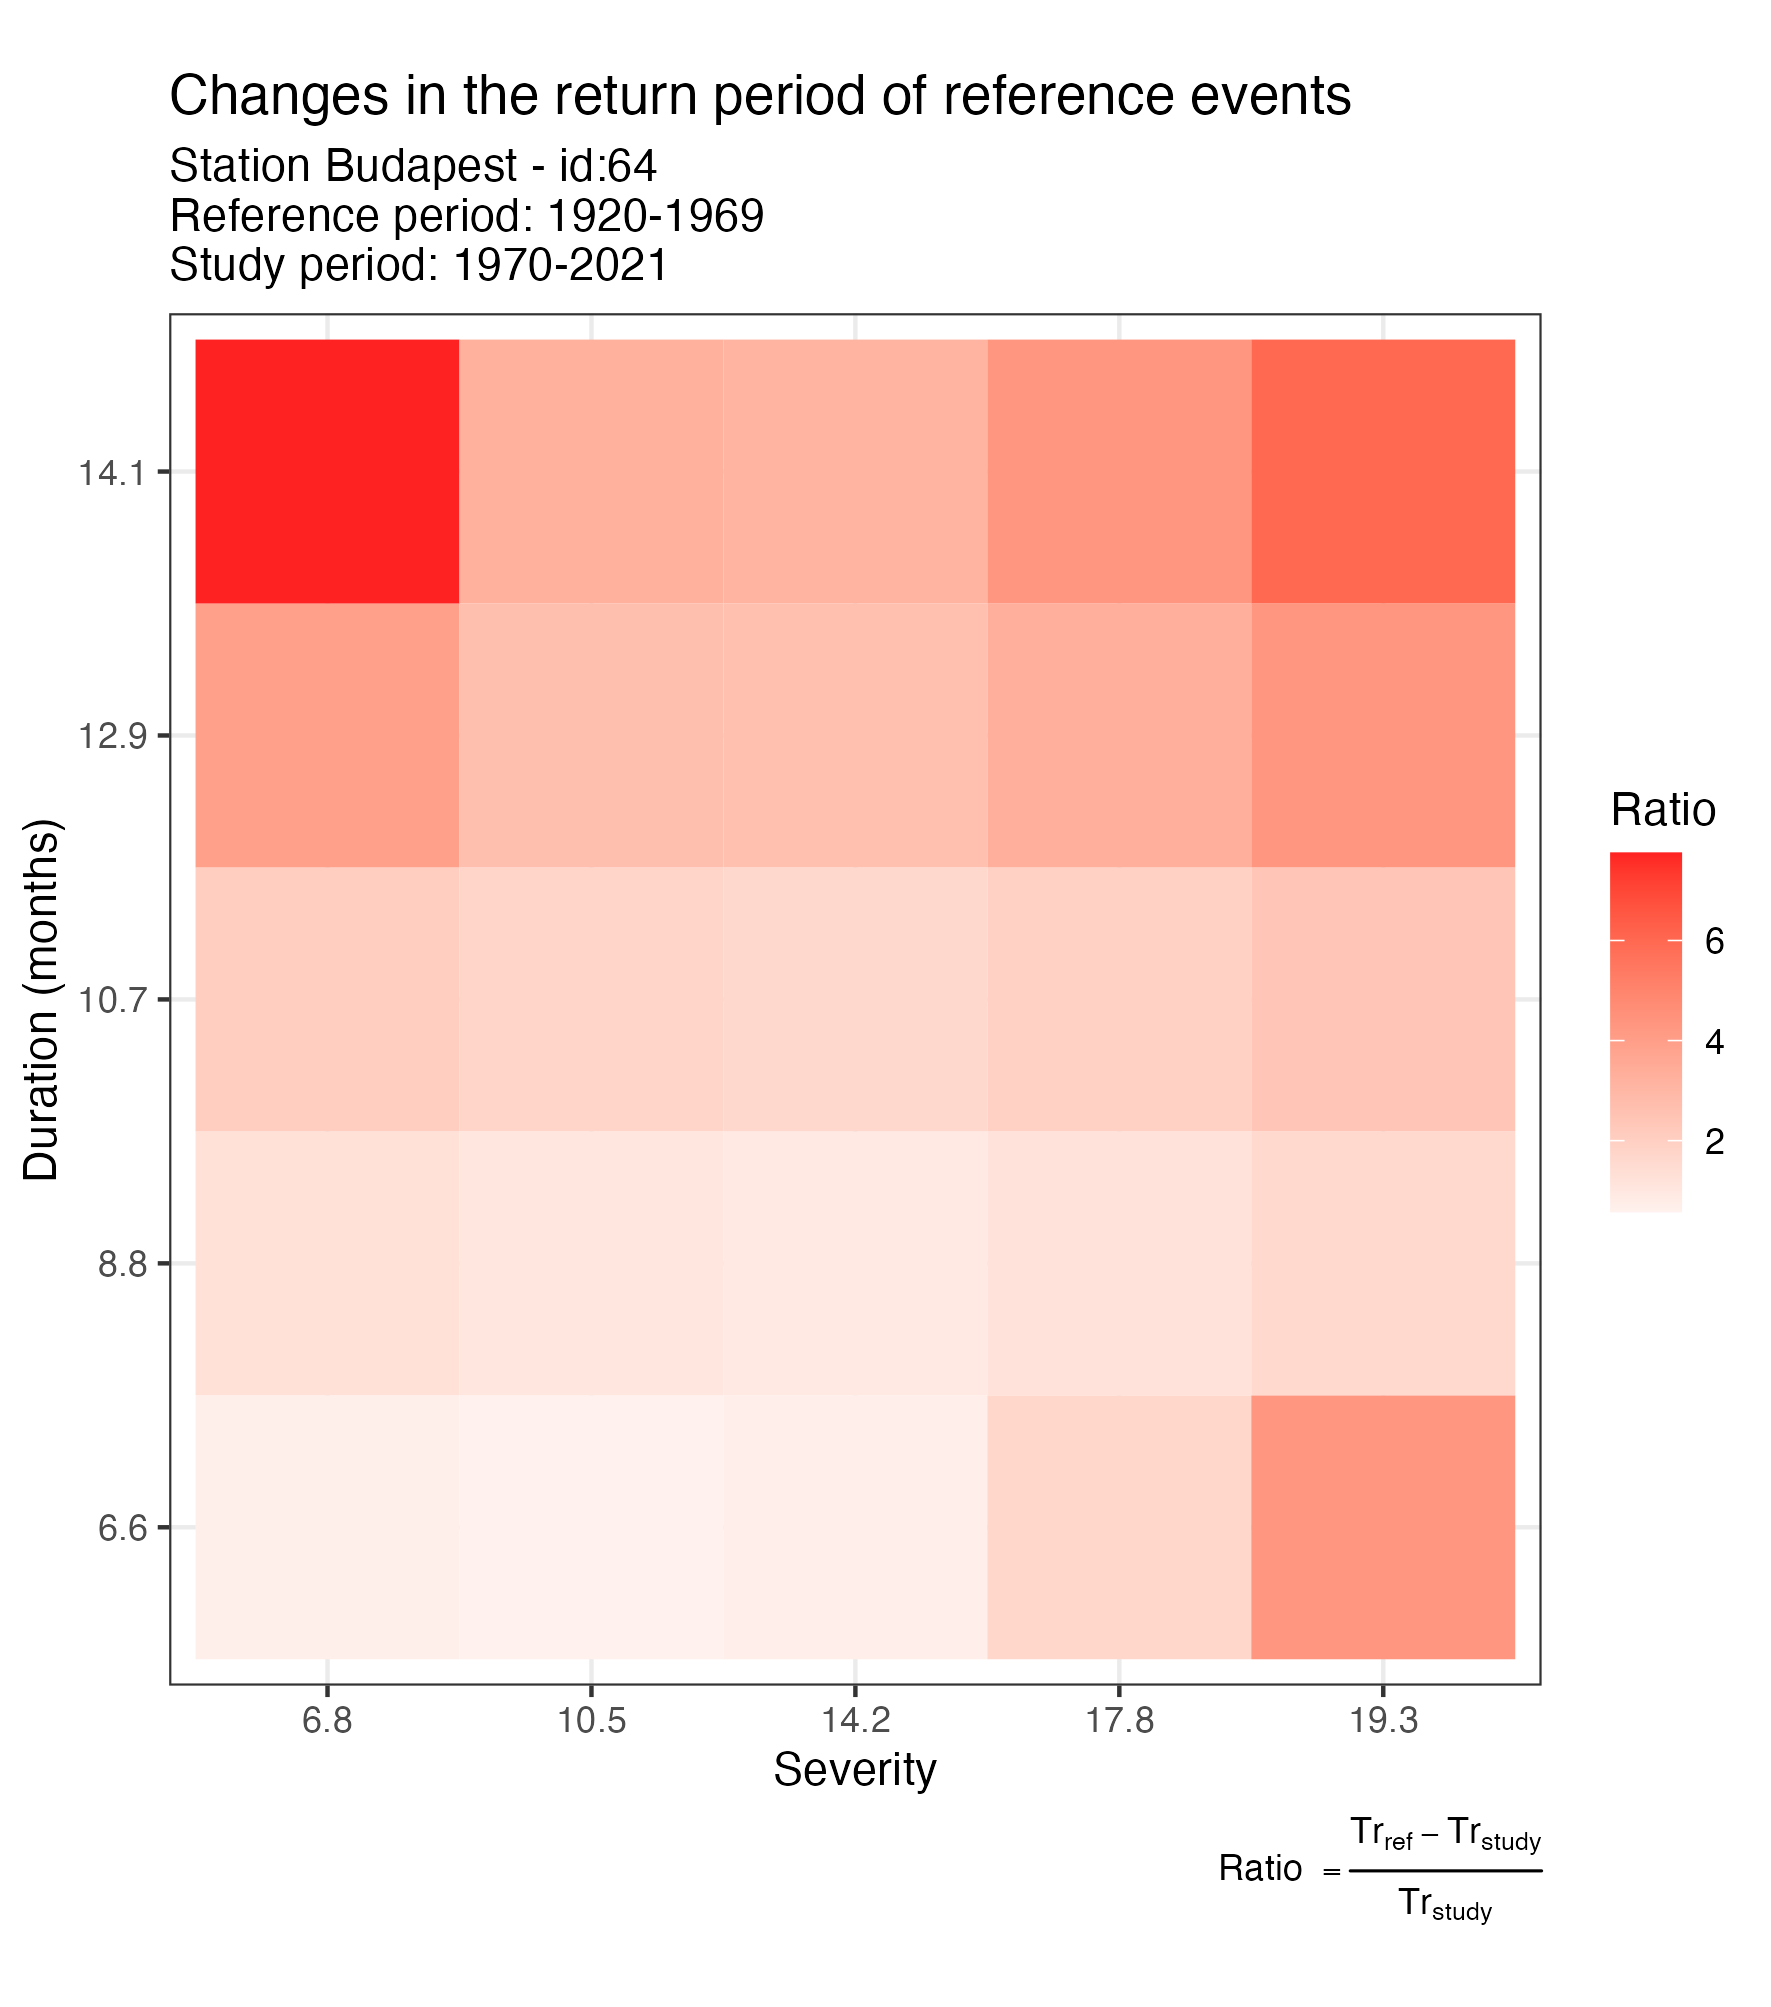 Changes in the return period of reference events
Station Budapest - id:64
Reference period: 1920-1969
Study period: 1970-2021
Duration (months)
14.1
12.9
10.7
8.8
6.6
6.8 10.5 14.2 17.8 19.3
Severity
Ratio
6
4
2
Ratio = Tr_ref − Tr_study
Tr_study